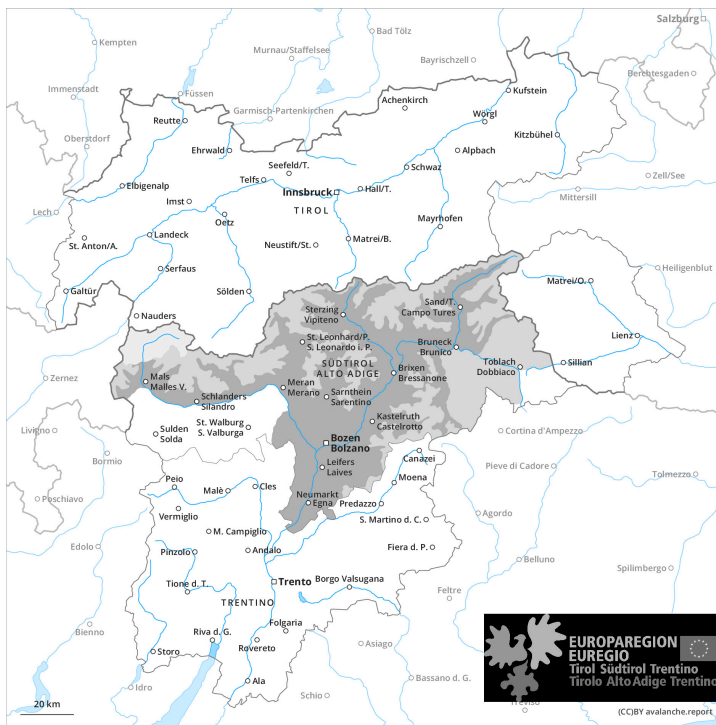 Salzburg
Kempten
Bad Tölz
Murnau/Staffelsee
Bayrischzell
Berchtesgaden
Immenstadt
Füssen
Kufstein
Achenkirch
Garmisch-Partenkirchen
Reutte
Wörgl
Oberstdorf
Kitzbühel
Ehrwald
Alpbach
Seefeld/T.
Schwaz
Zell/See
Telfs
Elbigenalp
Innsbruck
Hall/T.
Mittersill
Imst
TIROL
Lech
Oetz
Mayrhofen
Landeck
St. Anton/A.
Neustift/St.
Matrei/B.
Serfaus
Heiligenblut
Galtür
Sölden
Matrei/O.
Sand/T.
Campo Tures
Nauders
Sterzing
Vipiteno
Lienz
St. Leonhard/P.
S. Leonardo i. P.
Bruneck
Brunico
SÜDTIROL
ALTO ADIGE
Toblach
Dobbiaco
Sillian
Brixen
Bressanone
Zernez
Mals
Malles V.
Meran
Merano
Sarnthein
Sarentino
Schlanders
Silandro
Kastelruth
Castelrotto
St. Walburg
S. Valburga
Livigno
Sulden
Solda
Cortina d'Ampezzo
Bozen
Bolzano
Bormio
Canazei
Pieve di Cadore
Leifers
Laives
Tolmezzo
Peio
Cles
Moena
Malè
Poschiavo
Neumarkt
Egna
Predazzo
Vermiglio
S. Martino d. C.
Agordo
M. Campiglio
Edolo
Pinzolo
Andalo
Fiera d. P.
Belluno
Spilimbergo
Tione d. T.
Trento
Borgo Valsugana
Feltre
TRENTINO
Bienno
Folgaria
Riva d. G.
Rovereto
Asiago
Storo
Ala
Idro
Schio
Bassano d. G.
Treviso
EUROPAREGION
EUREGIO
Tirol Südtirol Trentino
Tirolo Alto Adige Trentino
20 km
(CC)BY avalanche.report